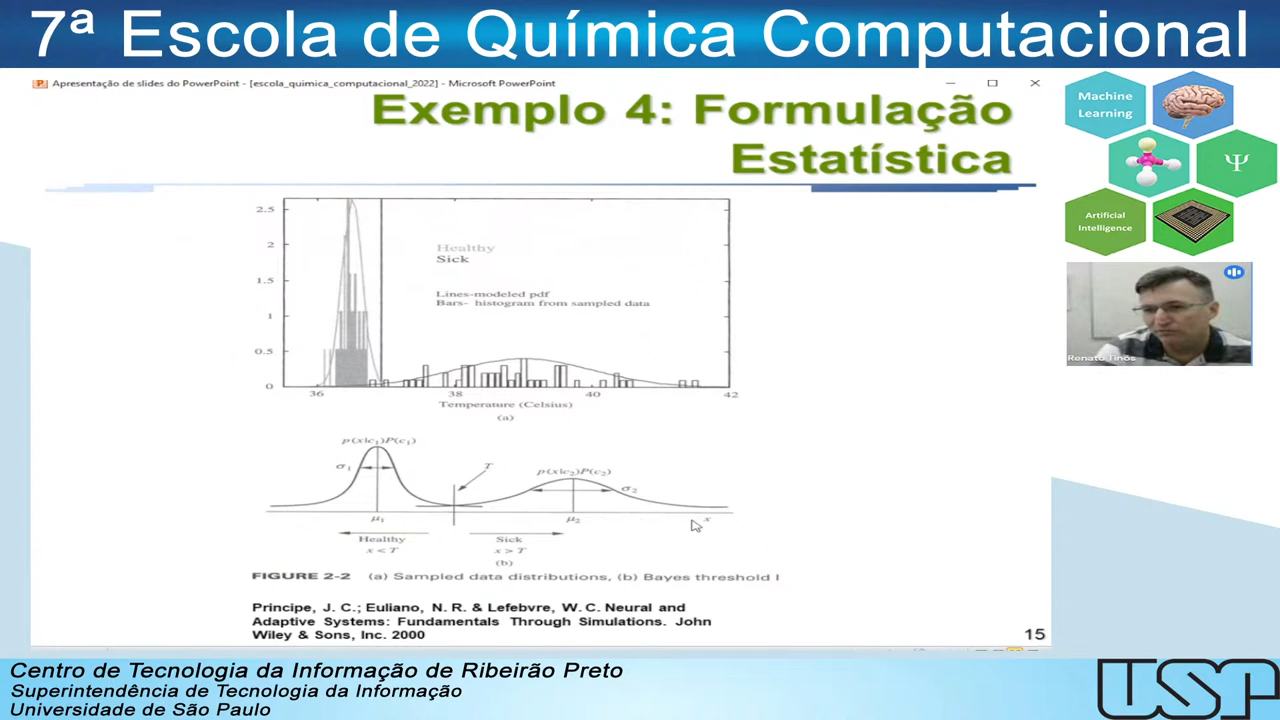 7ª Escola de Química Computacional
Apresentação de slides do PowerPoint - [escola_quimica_computacional_2022] - Microsoft PowerPoint
Exemplo 4: Formulação
Estatística
Machine
Learning
Ψ
Artificial
Intelligence
2.5
2
1.5
1
0.5
0
Healthy
Sick
Lines-modeled pdf
Bars- histogram from sampled data
36
38
40
42
Temperature (Celsius)
(a)
p(x|c₁)P(c₁)
σ₁
T
p(x|c₂)P(c₂)
σ₂
μ₁
μ₂
x
Healthy
x < T
Sick
x > T
(b)
FIGURE 2-2 (a) Sampled data distributions, (b) Bayes threshold
Principe, J. C.; Euliano, N. R. & Lefebvre, W. C. Neural and
Adaptive Systems: Fundamentals Through Simulations. John
Wiley & Sons, Inc. 2000
15
Renato Tinós
Centro de Tecnologia da Informação de Ribeirão Preto
Superintendência de Tecnologia da Informação
Universidade de São Paulo
USP